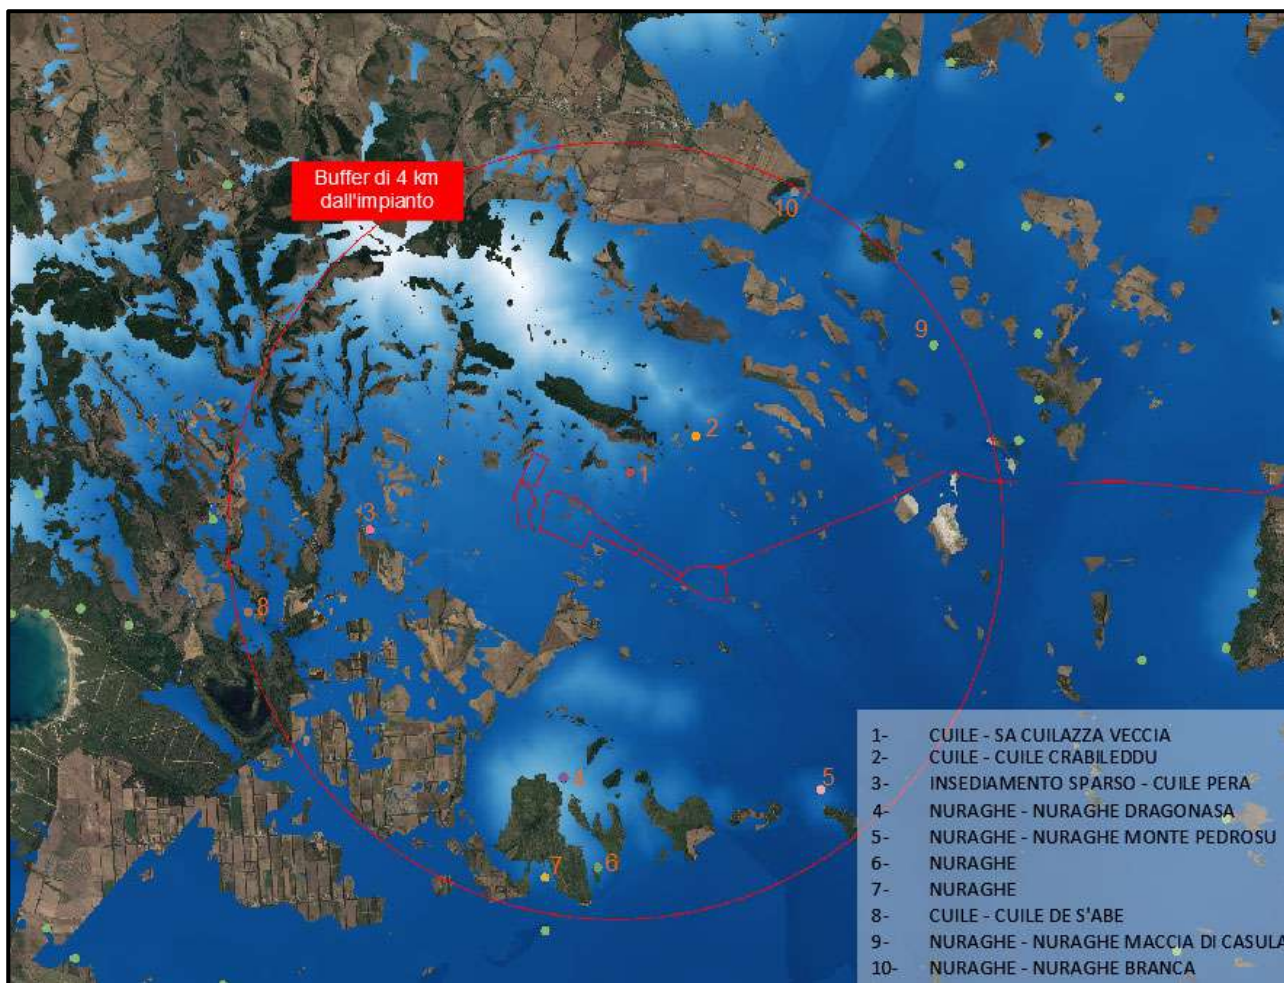 Buffer di 4 km
dall'impianto
10
9
2
1
3
8
4
5
7
6
1- CUILE - SA CUILAZZA VECCIA
2- CUILE - CUILE CRABILEDDU
3- INSEDIAMENTO SPARSO - CUILE PERA
4- NURAGHE - NURAGHE DRAGONASA
5- NURAGHE - NURAGHE MONTE PEDROSU
6- NURAGHE
7- NURAGHE
8- CUILE - CUILE DE S'ABE
9- NURAGHE - NURAGHE MACCIA DI CASULA
10- NURAGHE - NURAGHE BRANCA